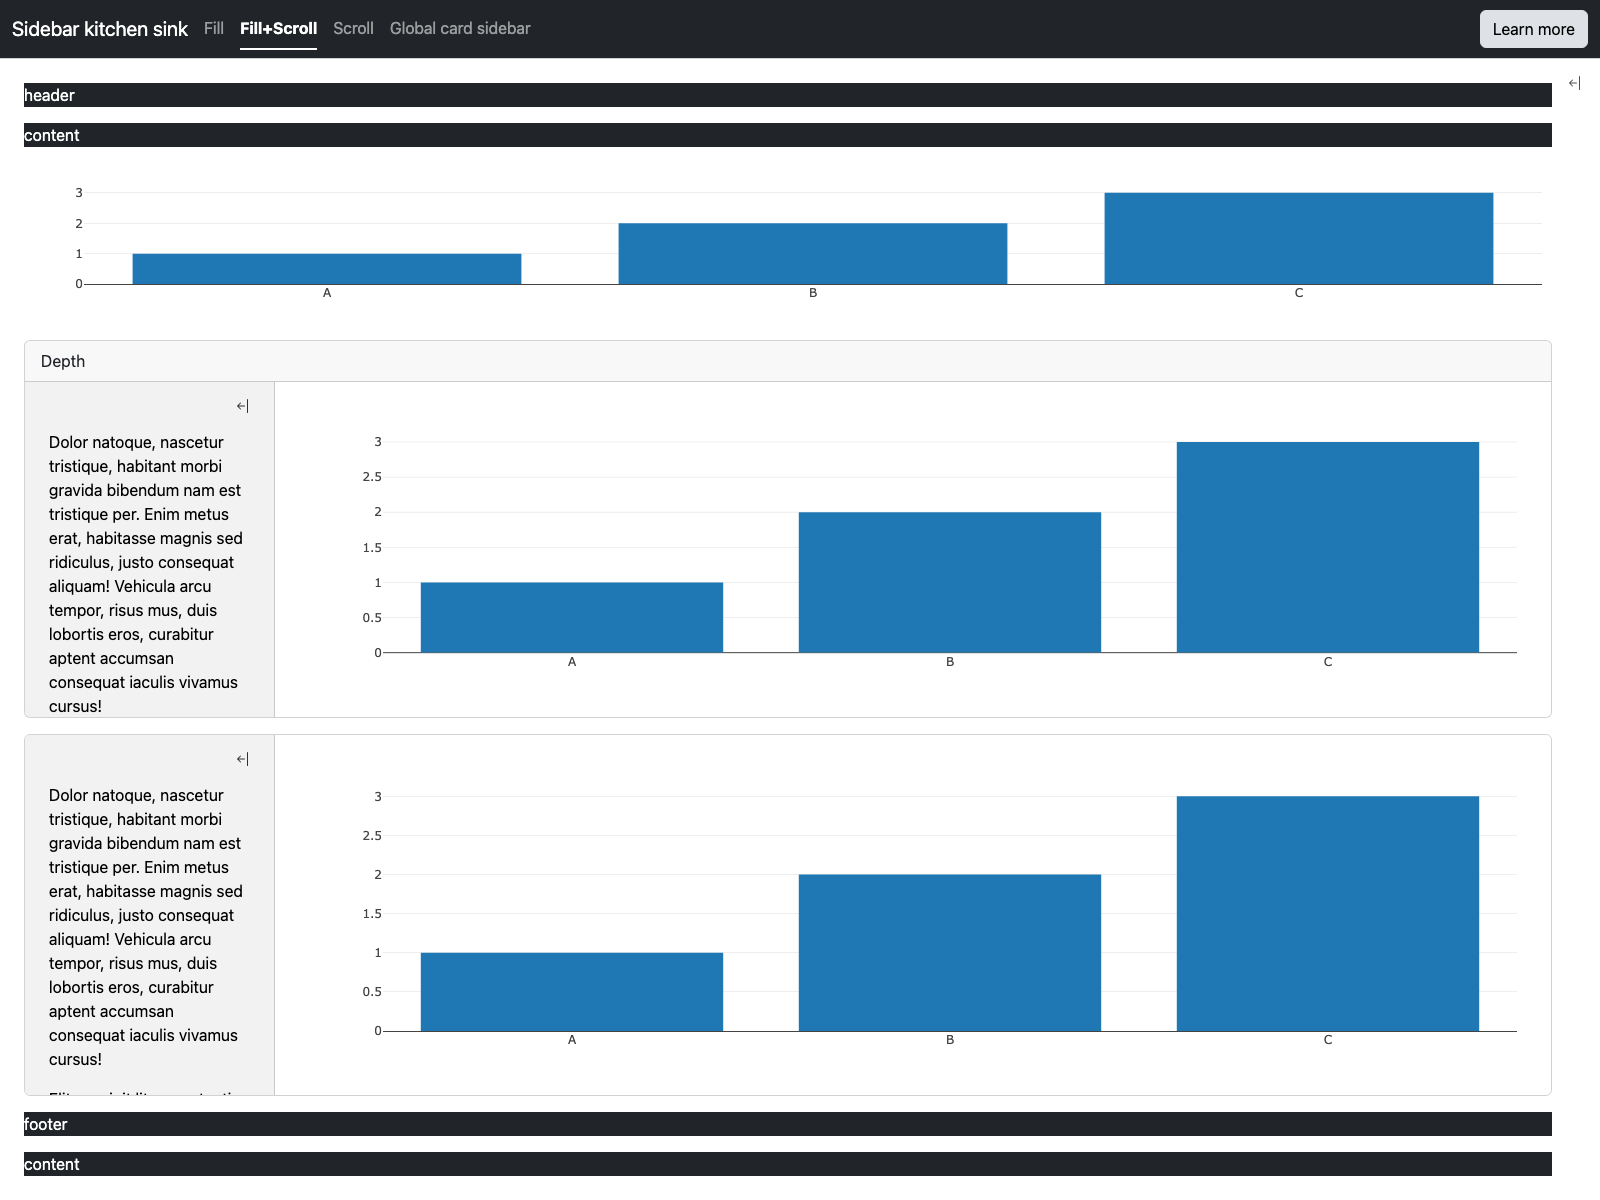 Sidebar kitchen sink Fill Fill+Scroll Scroll Global card sidebar Learn more
header
content
3
2
1
0
A B C
Depth
Dolor natoque, nascetur
tristique, habitant morbi
gravida bibendum nam est
tristique per. Enim metus
erat, habitasse magnis sed
ridiculus, justo consequat
aliquam! Vehicula arcu
tempor, risus mus, duis
lobortis eros, curabitur
aptent accumsan
consequat iaculis vivamus
cursus!
3
2.5
2
1.5
1
0.5
0
A B C
Dolor natoque, nascetur
tristique, habitant morbi
gravida bibendum nam est
tristique per. Enim metus
erat, habitasse magnis sed
ridiculus, justo consequat
aliquam! Vehicula arcu
tempor, risus mus, duis
lobortis eros, curabitur
aptent accumsan
consequat iaculis vivamus
cursus!
3
2.5
2
1.5
1
0.5
0
A B C
footer
content